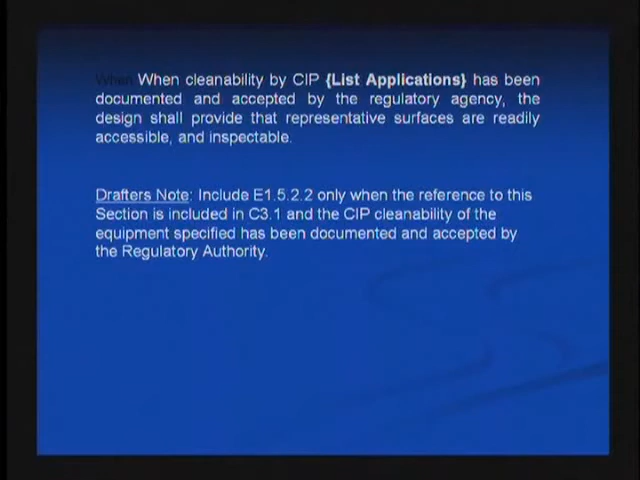 When When cleanability by CIP {List Applications} has been
documented and accepted by the regulatory agency, the
design shall provide that representative surfaces are readily
accessible, and inspectable.
Drafters Note: Include E1.5.2.2 only when the reference to this
Section is included in C3.1 and the CIP cleanability of the
equipment specified has been documented and accepted by
the Regulatory Authority.